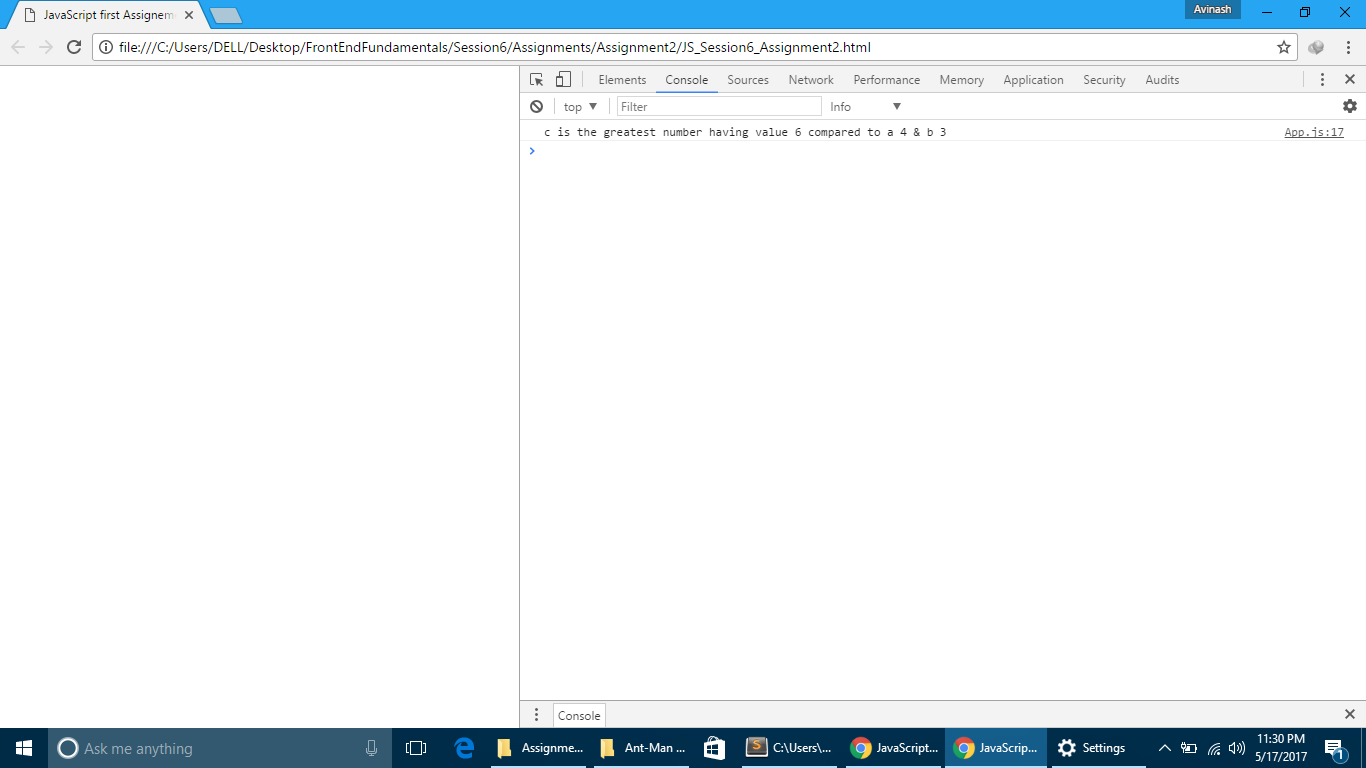 JavaScript first Assignem
Avinash
file:///C:/Users/DELL/Desktop/FrontEndFundamentals/Session6/Assignments/Assignment2/JS_Session6_Assignment2.html
Elements Console Sources Network Performance Memory Application Security Audits
top Filter Info
c is the greatest number having value 6 compared to a 4 & b 3 App.js:17
Console
Ask me anything Assignme... Ant-Man ... C:\Users\... JavaScript... JavaScrip... Settings
11:30 PM
5/17/2017
1